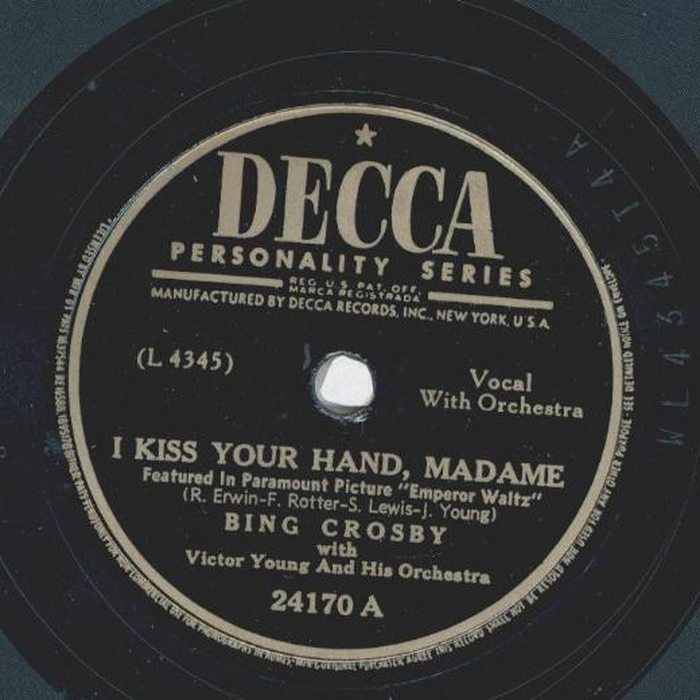 DECCA
PERSONALITY SERIES
REG. U.S. PAT. OFF.
MARCA REGISTRADA
MANUFACTURED BY DECCA RECORDS, INC., NEW YORK, U.S.A
(L 4345)
Vocal
With Orchestra
I KISS YOUR HAND, MADAME
Featured In Paramount Picture "Emperor Waltz"
(R. Erwin-F. Rotter-S. Lewis-J. Young)
BING CROSBY
with
Victor Young And His Orchestra
24170 A
WL 4345T4A